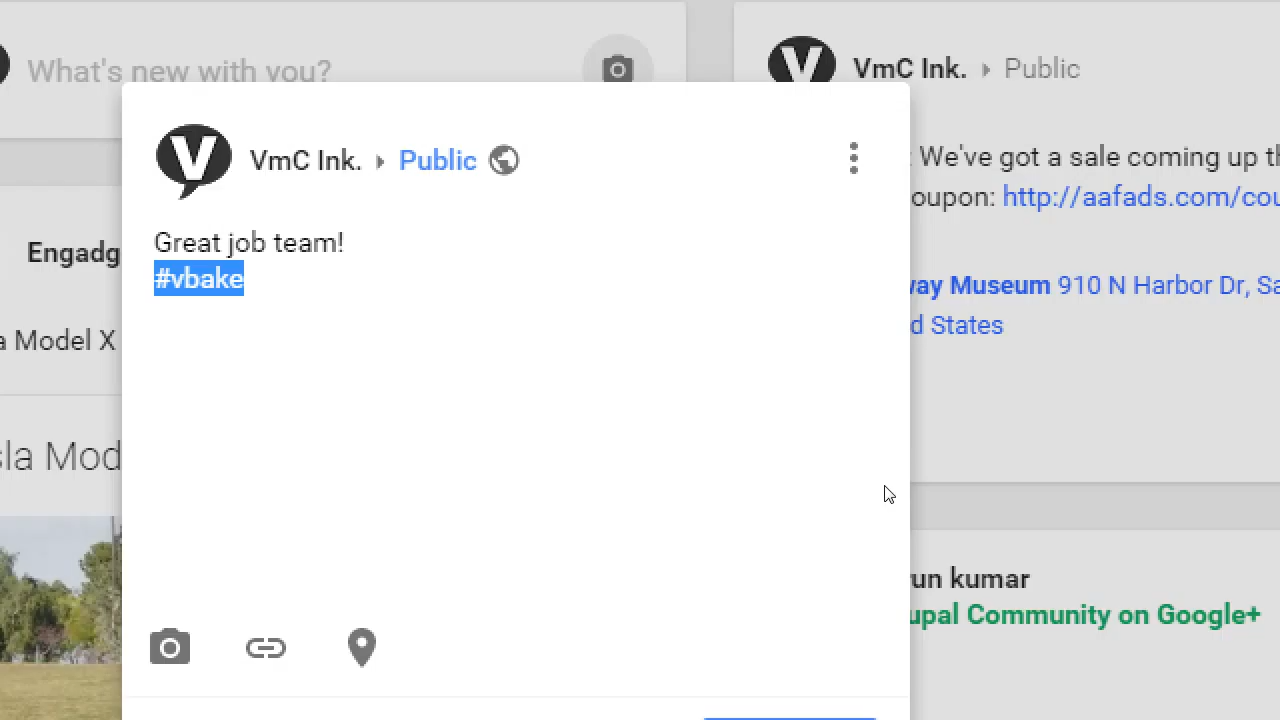 What's new with you?
VmC Ink. Public
VmC Ink. Public
Great job team!
#vbake
Engadg
a Model X
sla Mod
: We've got a sale coming up th
oupon: http://aafads.com/cou
way Museum 910 N Harbor Dr, Sa
d States
run kumar
upal Community on Google+